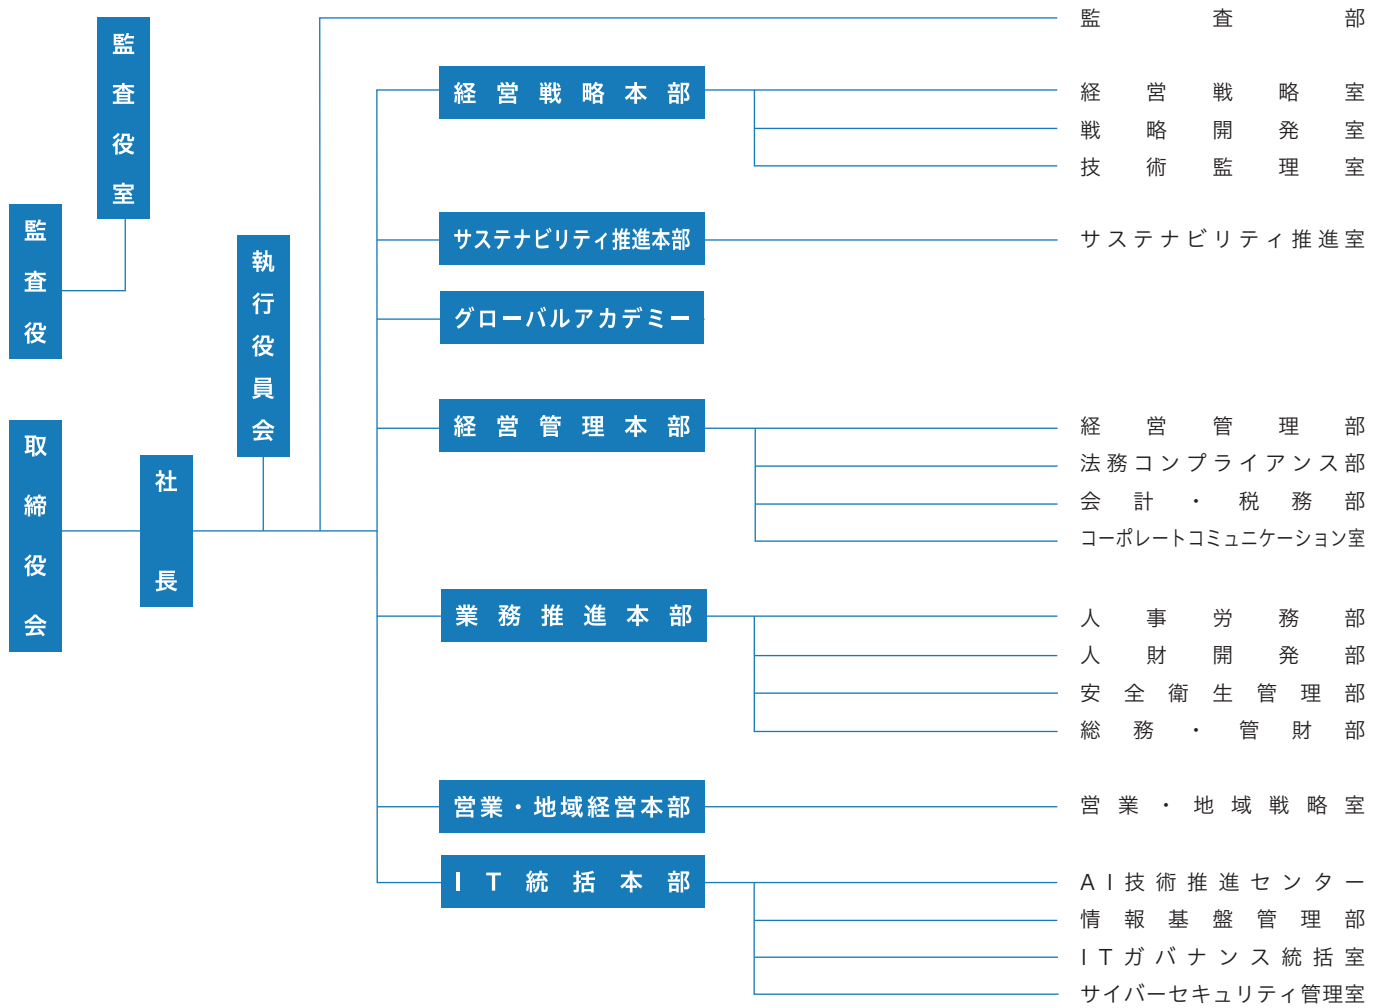 監査役室
監査役
取締役会
社長
執行役員会
監査部
経営戦略本部
経営戦略室
戦略開発室
技術監理室
サステナビリティ推進本部
サステナビリティ推進室
グローバルアカデミー
経営管理本部
経営管理部
法務コンプライアンス部
会計・税務部
コーポレートコミュニケーション室
業務推進本部
人事労務部
人財開発部
安全衛生管理部
総務・管財部
営業・地域経営本部
営業・地域戦略室
IT統括本部
AI技術推進センター
情報基盤管理部
ITガバナンス統括室
サイバーセキュリティ管理室